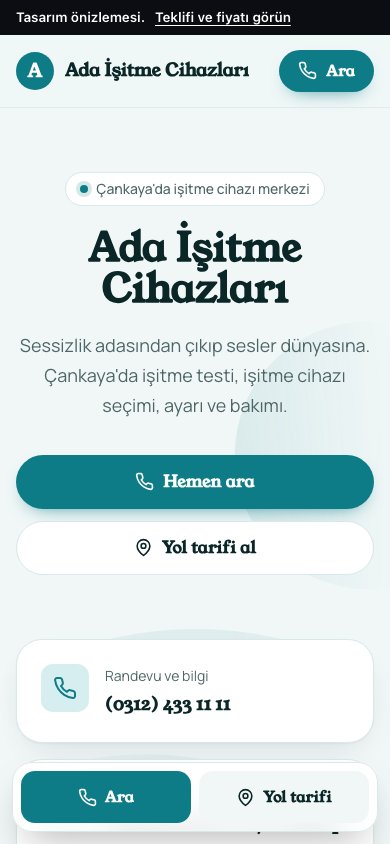 Tasarım önizlemesi. Teklifi ve fiyatı görün
A Ada İşitme Cihazları Ara
Çankaya'da işitme cihazı merkezi
Ada İşitme
Cihazları
Sessizlik adasından çıkıp sesler dünyasına.
Çankaya'da işitme testi, işitme cihazı
seçimi, ayarı ve bakımı.
Hemen ara
Yol tarifi al
Randevu ve bilgi
(0312) 433 11 11
Ara Yol tarifi